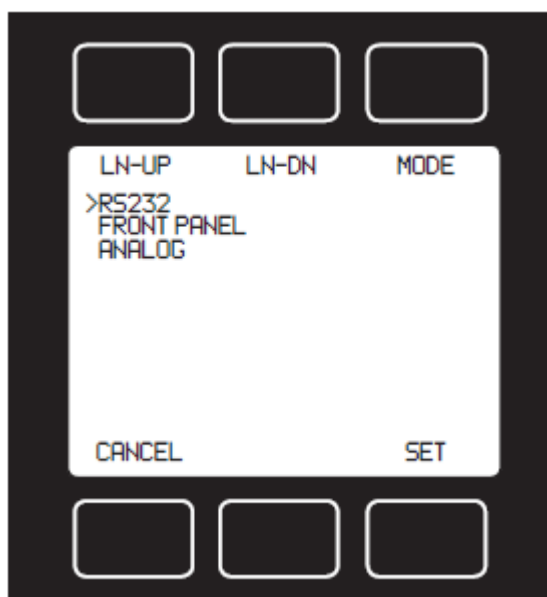 LN-UP LN-DN MODE
>RS232
FRONT PANEL
ANALOG
CANCEL SET